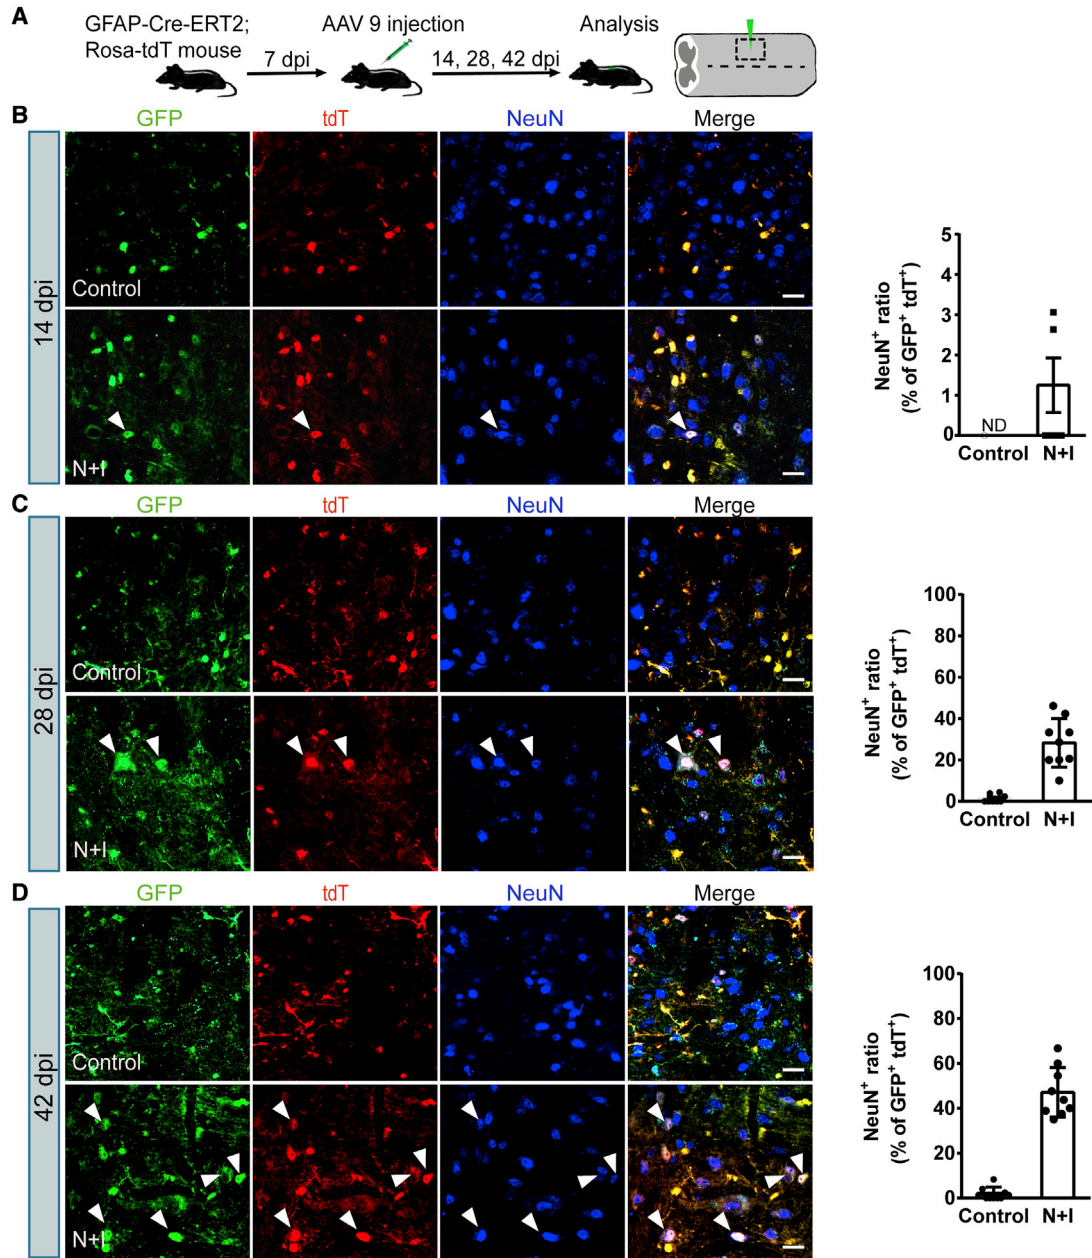 A
GFAP-Cre-ERT2;
Rosa-tdT mouse
7 dpi
AAV 9 injection
14, 28, 42 dpi
Analysis
B
GFP
tdT
NeuN
Merge
14 dpi
Control
N+I
NeuN⁺ ratio
(% of GFP⁺ tdT⁺)
5
4
3
2
1
0
ND
Control
N+I
C
GFP
tdT
NeuN
Merge
28 dpi
Control
N+I
NeuN⁺ ratio
(% of GFP⁺ tdT⁺)
100
80
60
40
20
0
Control
N+I
D
GFP
tdT
NeuN
Merge
42 dpi
Control
N+I
NeuN⁺ ratio
(% of GFP⁺ tdT⁺)
100
80
60
40
20
0
Control
N+I